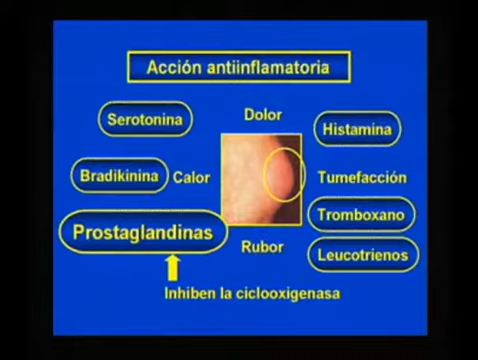 Acción antiinflamatoria
Serotonina
Dolor
Histamina
Bradikinina
Calor
Tumefacción
Prostaglandinas
Tromboxano
Rubor
Leucotrienos
Inhiben la ciclooxigenasa